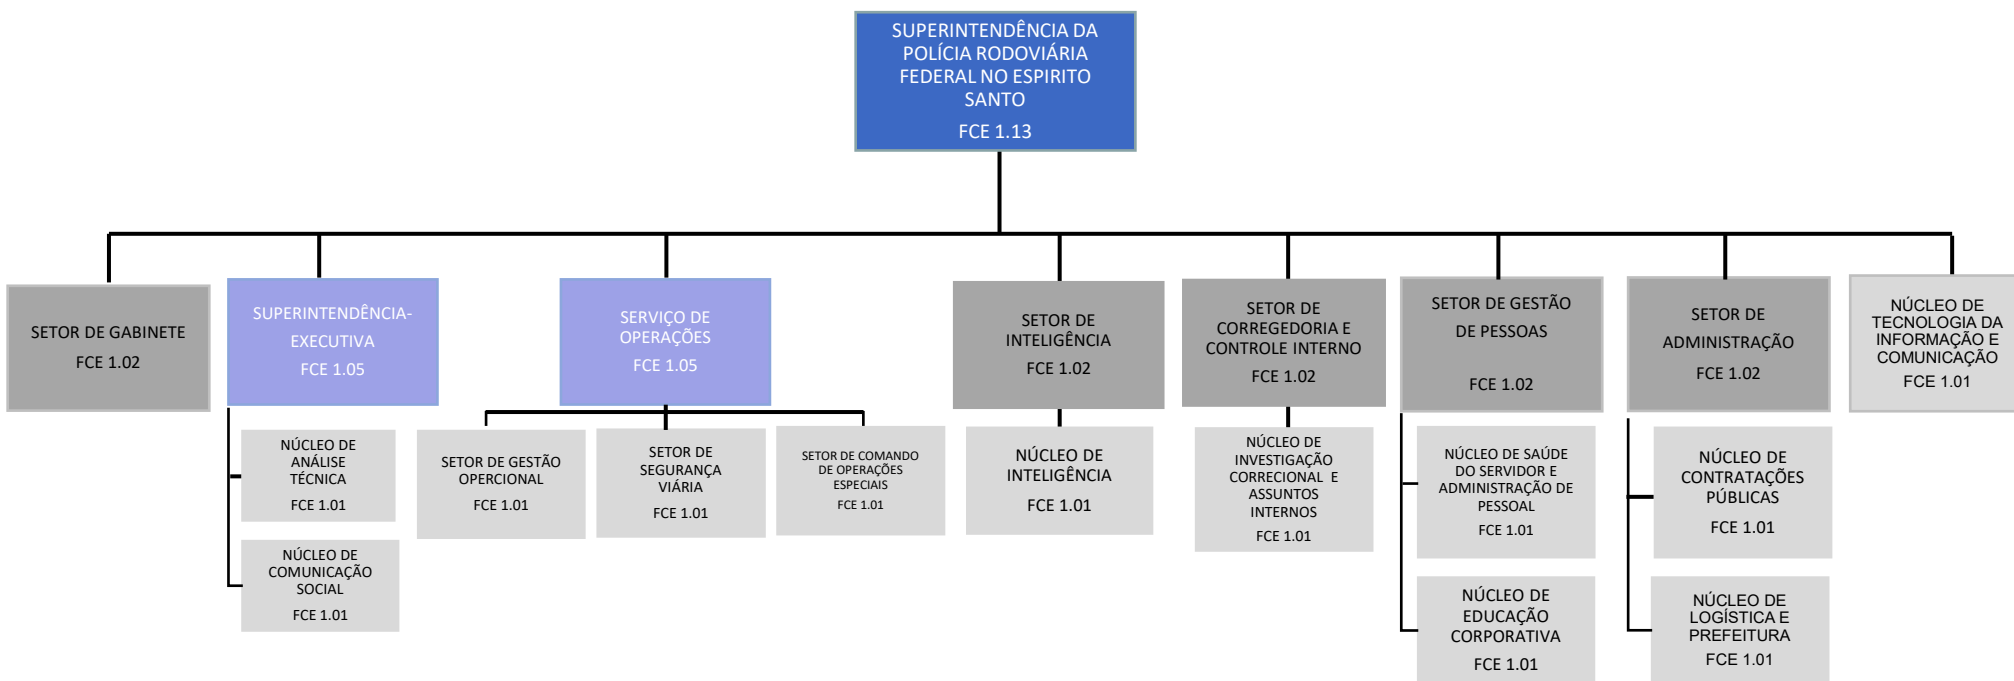 SUPERINTENDÊNCIA DA
POLÍCIA RODOVIÁRIA
FEDERAL NO ESPIRITO
SANTO
FCE 1.13
SETOR DE GABINETE
FCE 1.02
SUPERINTENDÊNCIA-
EXECUTIVA
FCE 1.05
SERVIÇO DE
OPERAÇÕES
FCE 1.05
SETOR DE
INTELIGÊNCIA
FCE 1.02
SETOR DE
CORREGEDORIA E
CONTROLE INTERNO
FCE 1.02
SETOR DE GESTÃO
DE PESSOAS
FCE 1.02
SETOR DE
ADMINISTRAÇÃO
FCE 1.02
NÚCLEO DE
TECNOLOGIA DA
INFORMAÇÃO E
COMUNICAÇÃO
FCE 1.01
NÚCLEO DE
ANÁLISE
TÉCNICA
FCE 1.01
NÚCLEO DE
COMUNICAÇÃO
SOCIAL
FCE 1.01
SETOR DE GESTÃO
OPERCIONAL
FCE 1.01
SETOR DE
SEGURANÇA
VIÁRIA
FCE 1.01
SETOR DE COMANDO
DE OPERAÇÕES
ESPECIAIS
FCE 1.01
NÚCLEO DE
INTELIGÊNCIA
FCE 1.01
NÚCLEO DE
INVESTIGAÇÃO
CORRECIONAL E
ASSUNTOS
INTERNOS
FCE 1.01
NÚCLEO DE SAÚDE
DO SERVIDOR E
ADMINISTRAÇÃO DE
PESSOAL
FCE 1.01
NÚCLEO DE
EDUCAÇÃO
CORPORATIVA
FCE 1.01
NÚCLEO DE
CONTRATAÇÕES
PÚBLICAS
FCE 1.01
NÚCLEO DE
LOGÍSTICA E
PREFEITURA
FCE 1.01